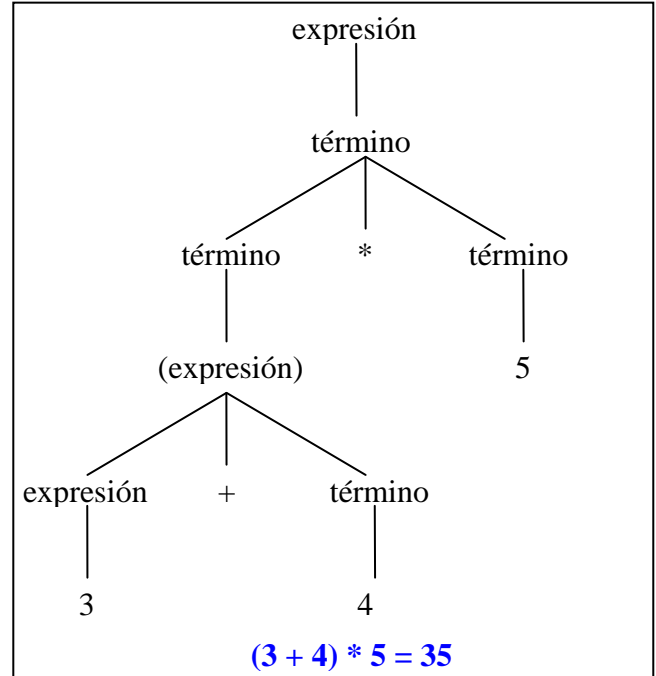 expresión
término
término * término
(expresión) 5
expresión + término
3 4
(3 + 4) * 5 = 35